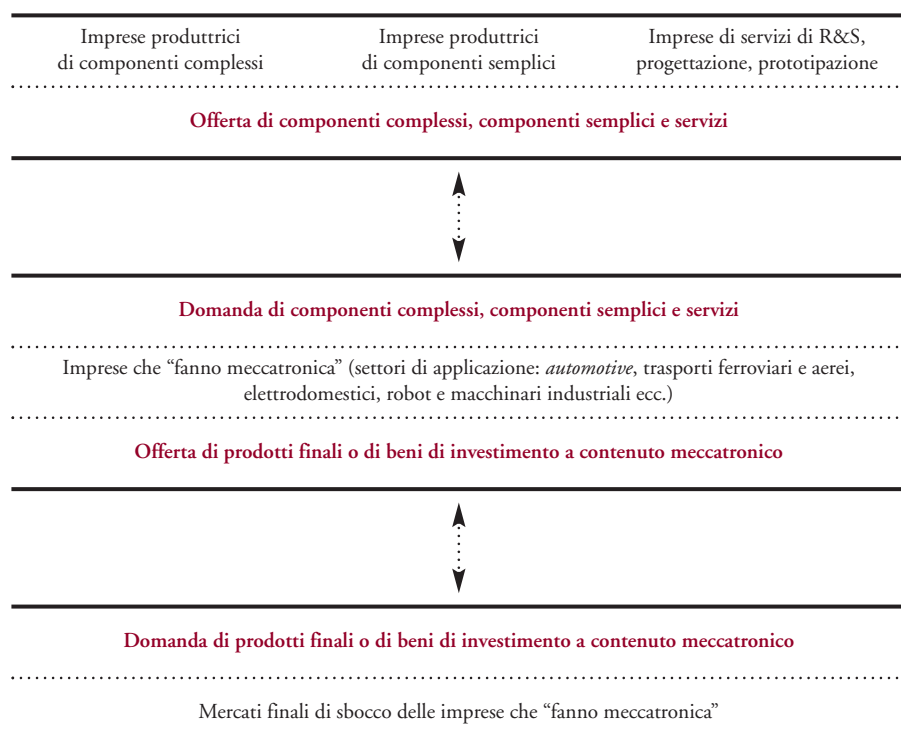 Imprese produttrici
di componenti complessi
Imprese produttrici
di componenti semplici
Imprese di servizi di R&S,
progettazione, prototipazione
Offerta di componenti complessi, componenti semplici e servizi
Domanda di componenti complessi, componenti semplici e servizi
Imprese che “fanno meccatronica” (settori di applicazione: automotive, trasporti ferroviari e aerei,
elettrodomestici, robot e macchinari industriali ecc.)
Offerta di prodotti finali o di beni di investimento a contenuto meccatronico
Domanda di prodotti finali o di beni di investimento a contenuto meccatronico
Mercati finali di sbocco delle imprese che “fanno meccatronica”